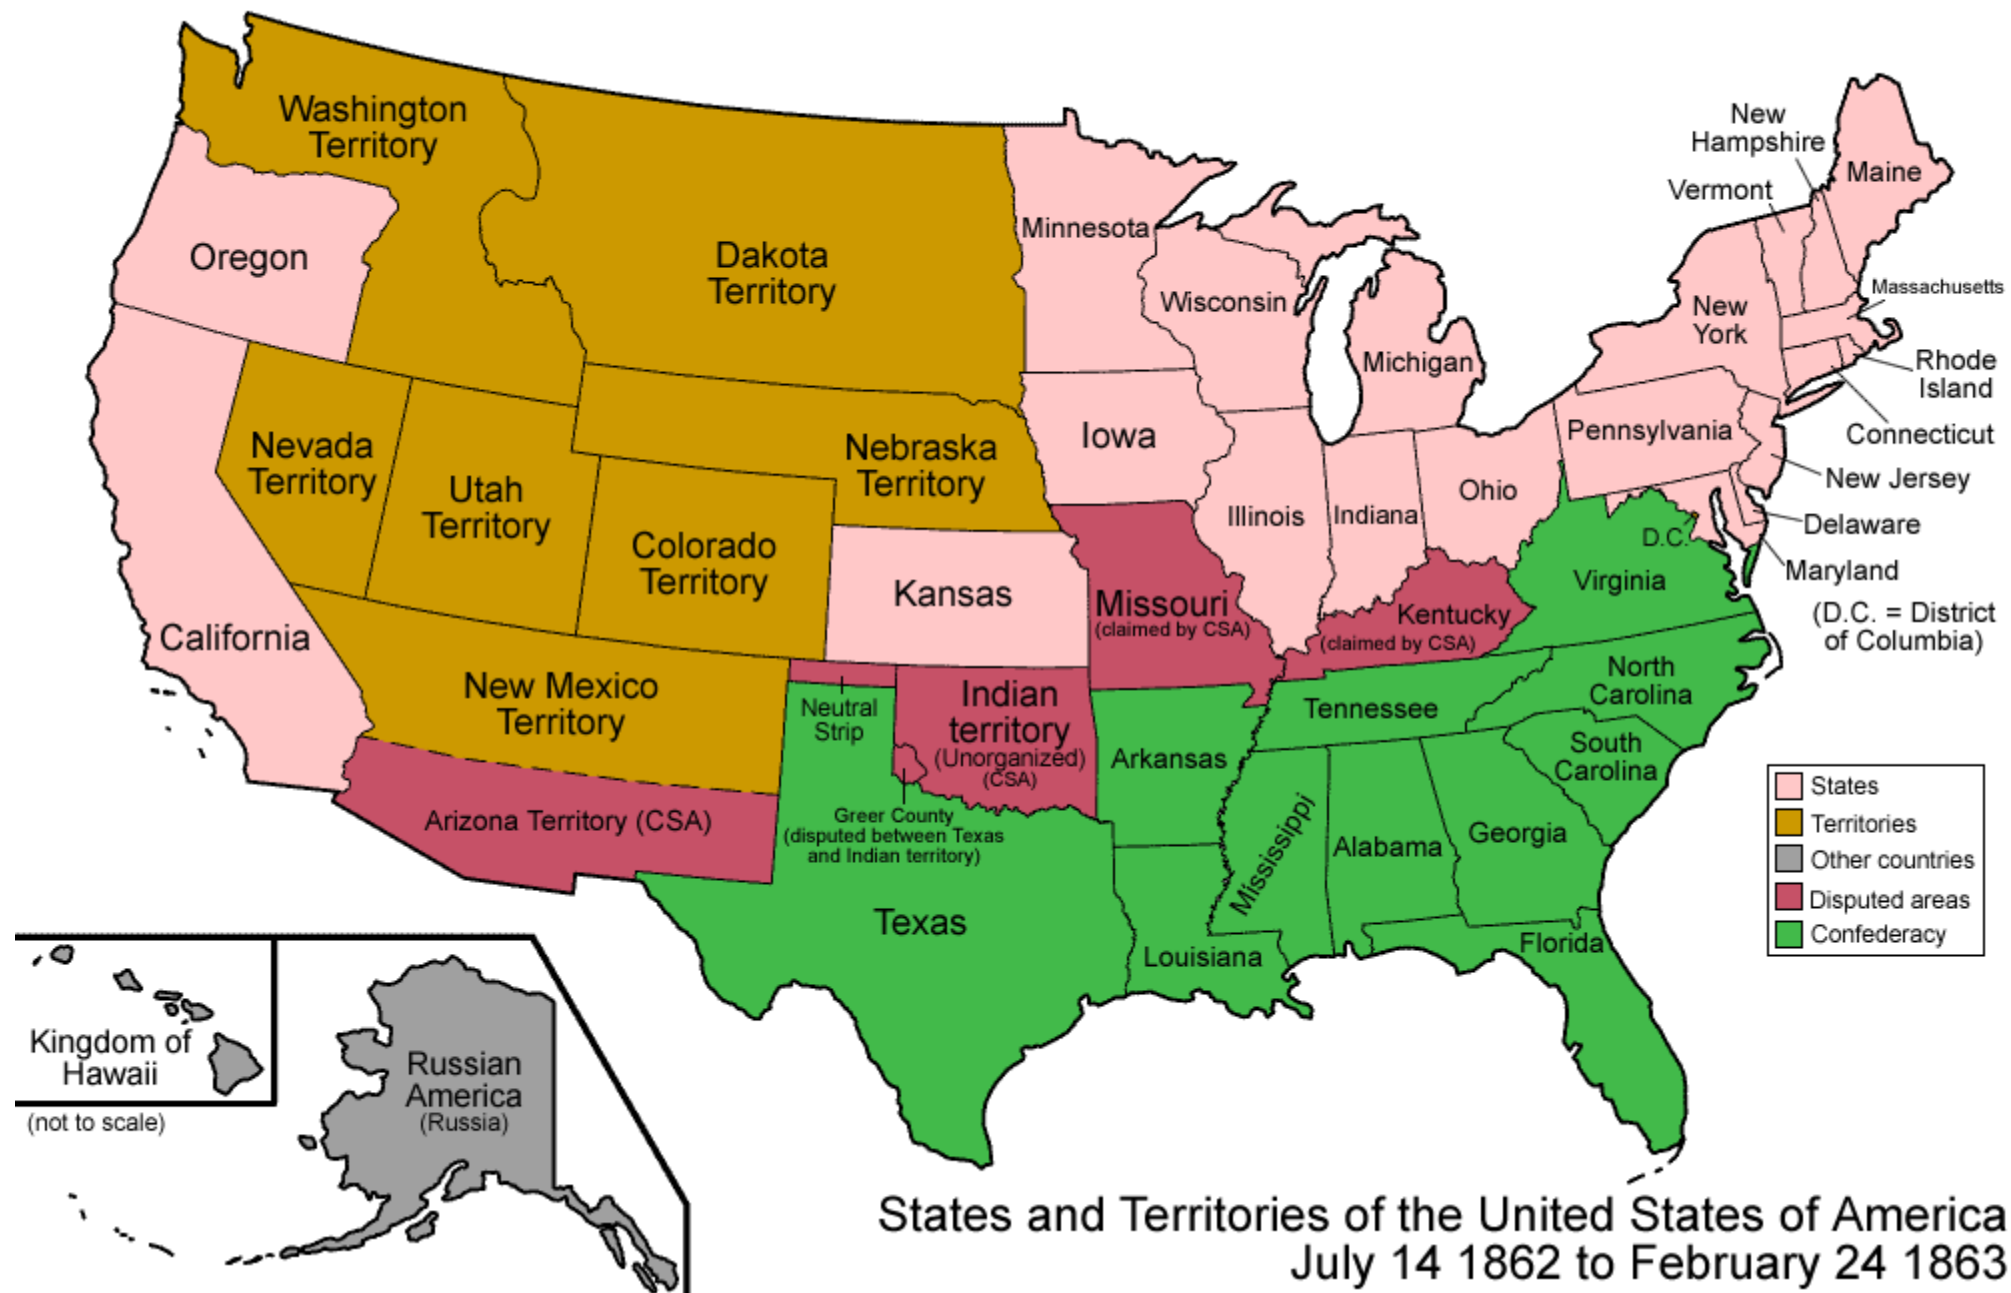 Washington
Territory
Oregon
Dakota
Territory
Minnesota
Wisconsin
Michigan
New
Hampshire
Vermont
Maine
Massachusetts
New
York
Rhode
Island
Connecticut
Pennsylvania
New Jersey
Delaware
Maryland
(D.C. = District
of Columbia)
D.C.
Nevada
Territory
Utah
Territory
Colorado
Territory
Nebraska
Territory
Iowa
Illinois
Indiana
Ohio
Kansas
Missouri
(claimed by CSA)
Kentucky
(claimed by CSA)
Virginia
California
New Mexico
Territory
Neutral
Strip
Indian
territory
(Unorganized)
(CSA)
Arkansas
Tennessee
North
Carolina
South
Carolina
Arizona Territory (CSA)
Greer County
(disputed between Texas
and Indian territory)
Texas
Louisiana
Mississippi
Alabama
Georgia
Florida
States
Territories
Other countries
Disputed areas
Confederacy
Kingdom of
Hawaii
(not to scale)
Russian
America
(Russia)
States and Territories of the United States of America
July 14 1862 to February 24 1863